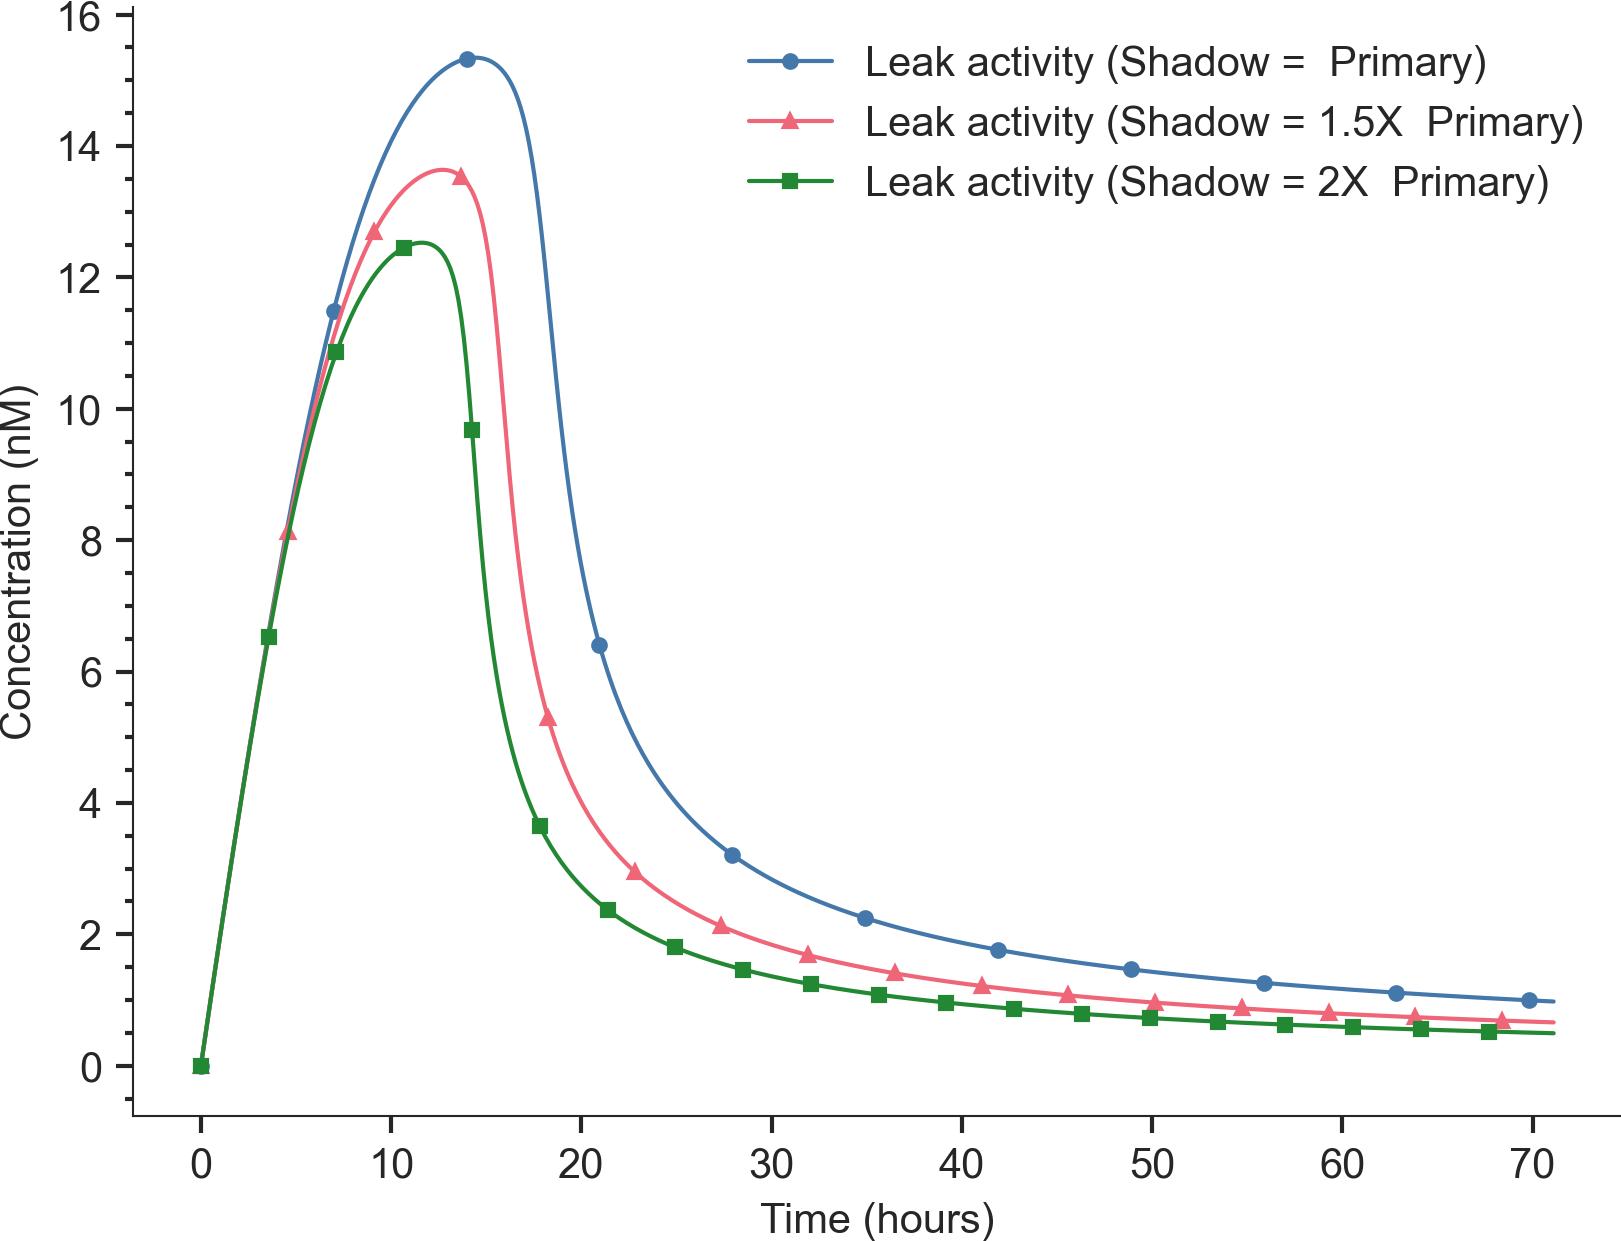 Leak activity (Shadow =  Primary)
Leak activity (Shadow = 1.5X  Primary)
Leak activity (Shadow = 2X  Primary)
Concentration (nM)
16
14
12
10
8
6
4
2
0
0 10 20 30 40 50 60 70
Time (hours)